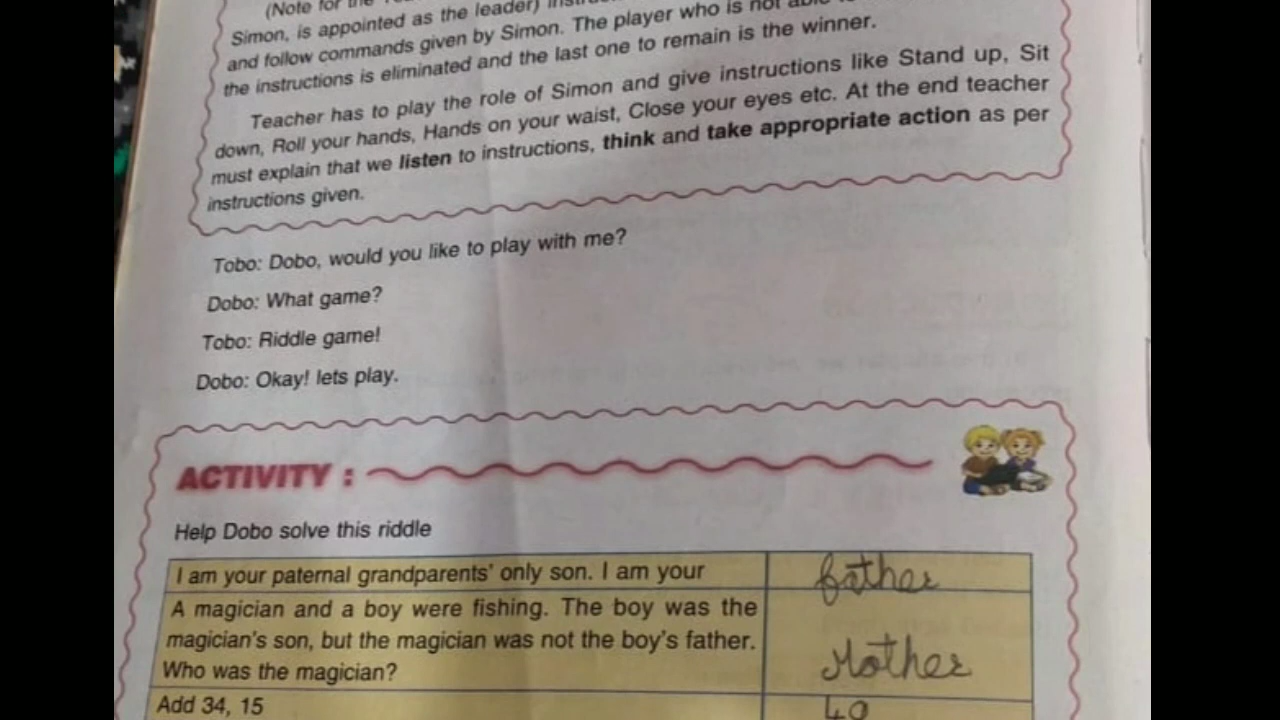 (Note for the
Simon, is appointed as the leader)
and follow commands given by Simon. The player who is not
the instructions is eliminated and the last one to remain is the winner.
Teacher has to play the role of Simon and give instructions like Stand up, Sit
down, Roll your hands, Hands on your waist, Close your eyes etc. At the end teacher
must explain that we listen to instructions, think and take appropriate action as per
instructions given.
Tobo: Dobo, would you like to play with me?
Dobo: What game?
Tobo: Riddle game!
Dobo: Okay! lets play.
ACTIVITY :
Help Dobo solve this riddle
I am your paternal grandparents' only son. I am your father
A magician and a boy were fishing. The boy was the
magician's son, but the magician was not the boy's father.
Who was the magician? Mother
Add 34, 15 49